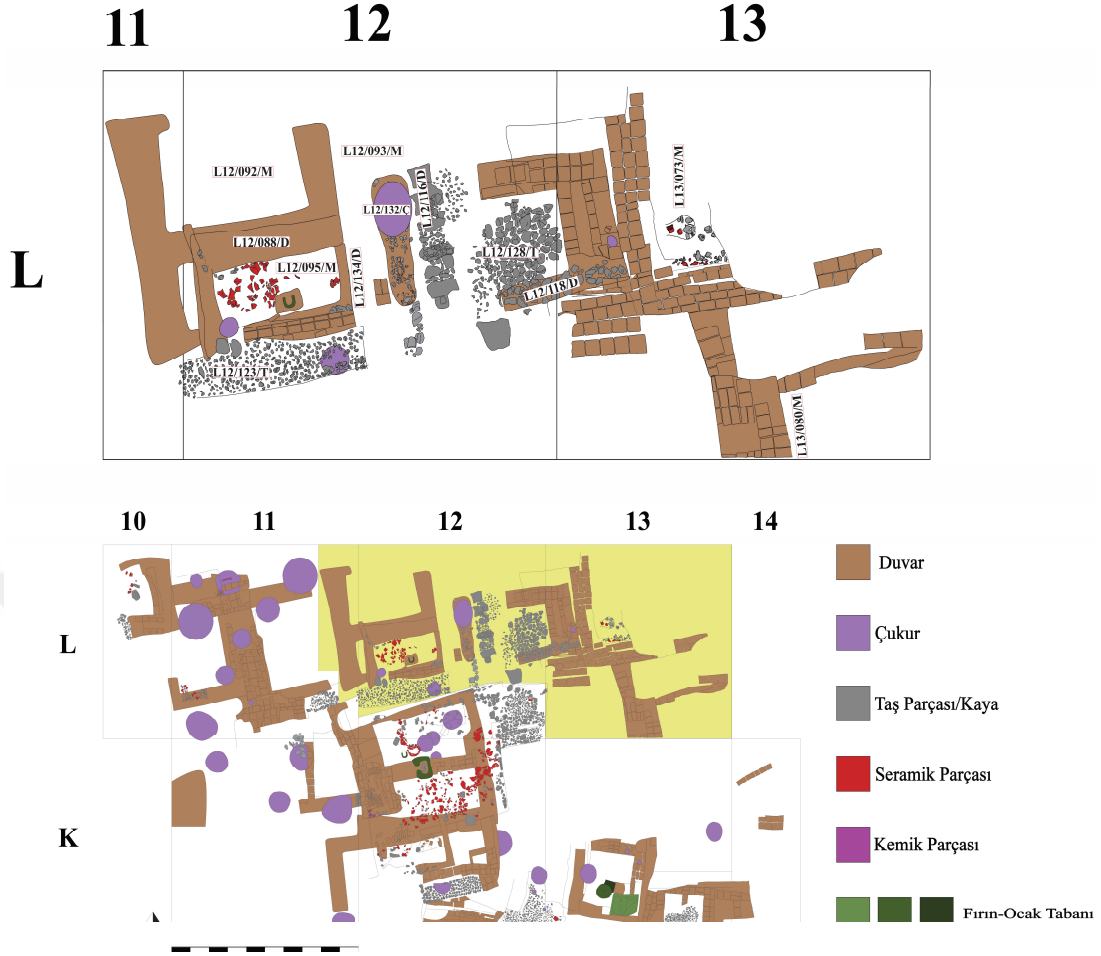 11 12 13
L
L12/092/M
L12/093/M
L12/116/D
L13/073/M
L12/132/Ç
L12/088/D
L12/095/M
L12/134/D
L12/128/T
L12/118/D
L12/123/T
L13/080/M
10 11 12 13 14
L
K
Duvar
Çukur
Taş Parçası/Kaya
Seramik Parçası
Kemik Parçası
Fırın-Ocak Tabanı